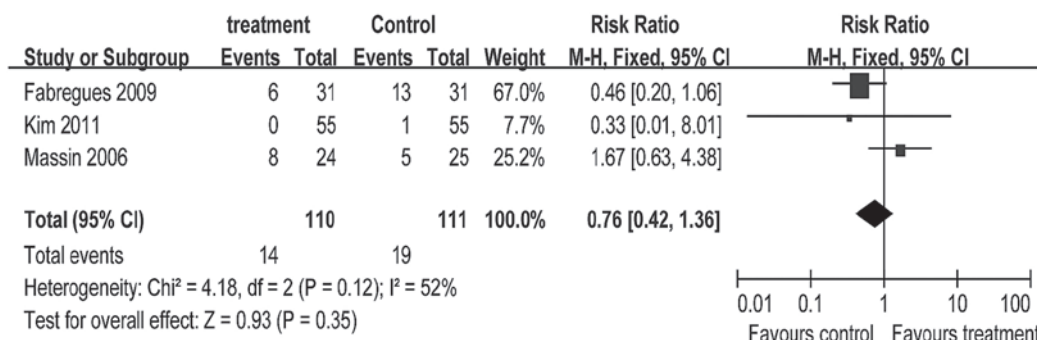 treatment Control Risk Ratio Risk Ratio
Study or Subgroup Events Total Events Total Weight M-H, Fixed, 95% CI M-H, Fixed, 95% CI
Fabregues 2009 6 31 13 31 67.0% 0.46 [0.20, 1.06]
Kim 2011 0 55 1 55 7.7% 0.33 [0.01, 8.01]
Massin 2006 8 24 5 25 25.2% 1.67 [0.63, 4.38]
Total (95% CI) 110 111 100.0% 0.76 [0.42, 1.36]
Total events 14 19
Heterogeneity: Chi² = 4.18, df = 2 (P = 0.12); I² = 52%
Test for overall effect: Z = 0.93 (P = 0.35)
0.01 0.1 1 10 100
Favours control Favours treatment